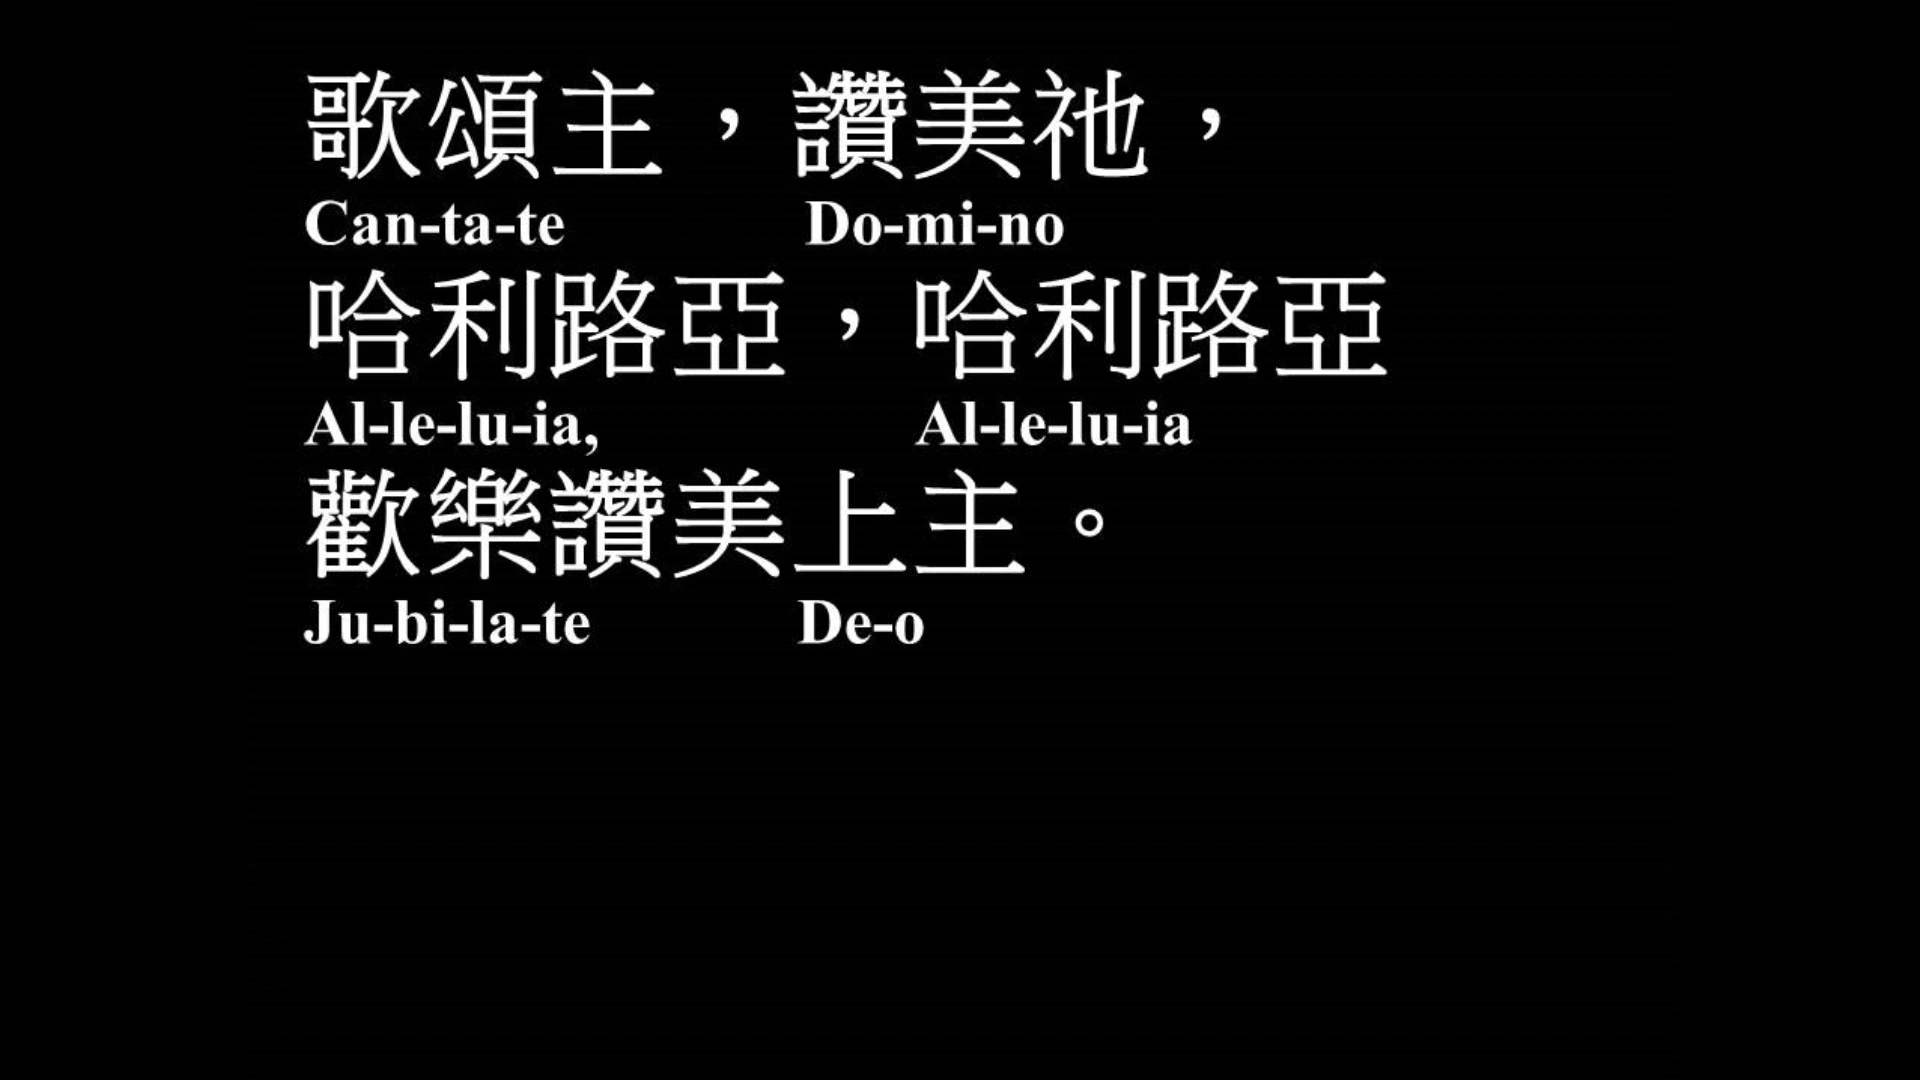 歌頌主，讚美祂，
Can-ta-te Do-mi-no
哈利路亞，哈利路亞
Al-le-lu-ia, Al-le-lu-ia
歡樂讚美上主。
Ju-bi-la-te De-o